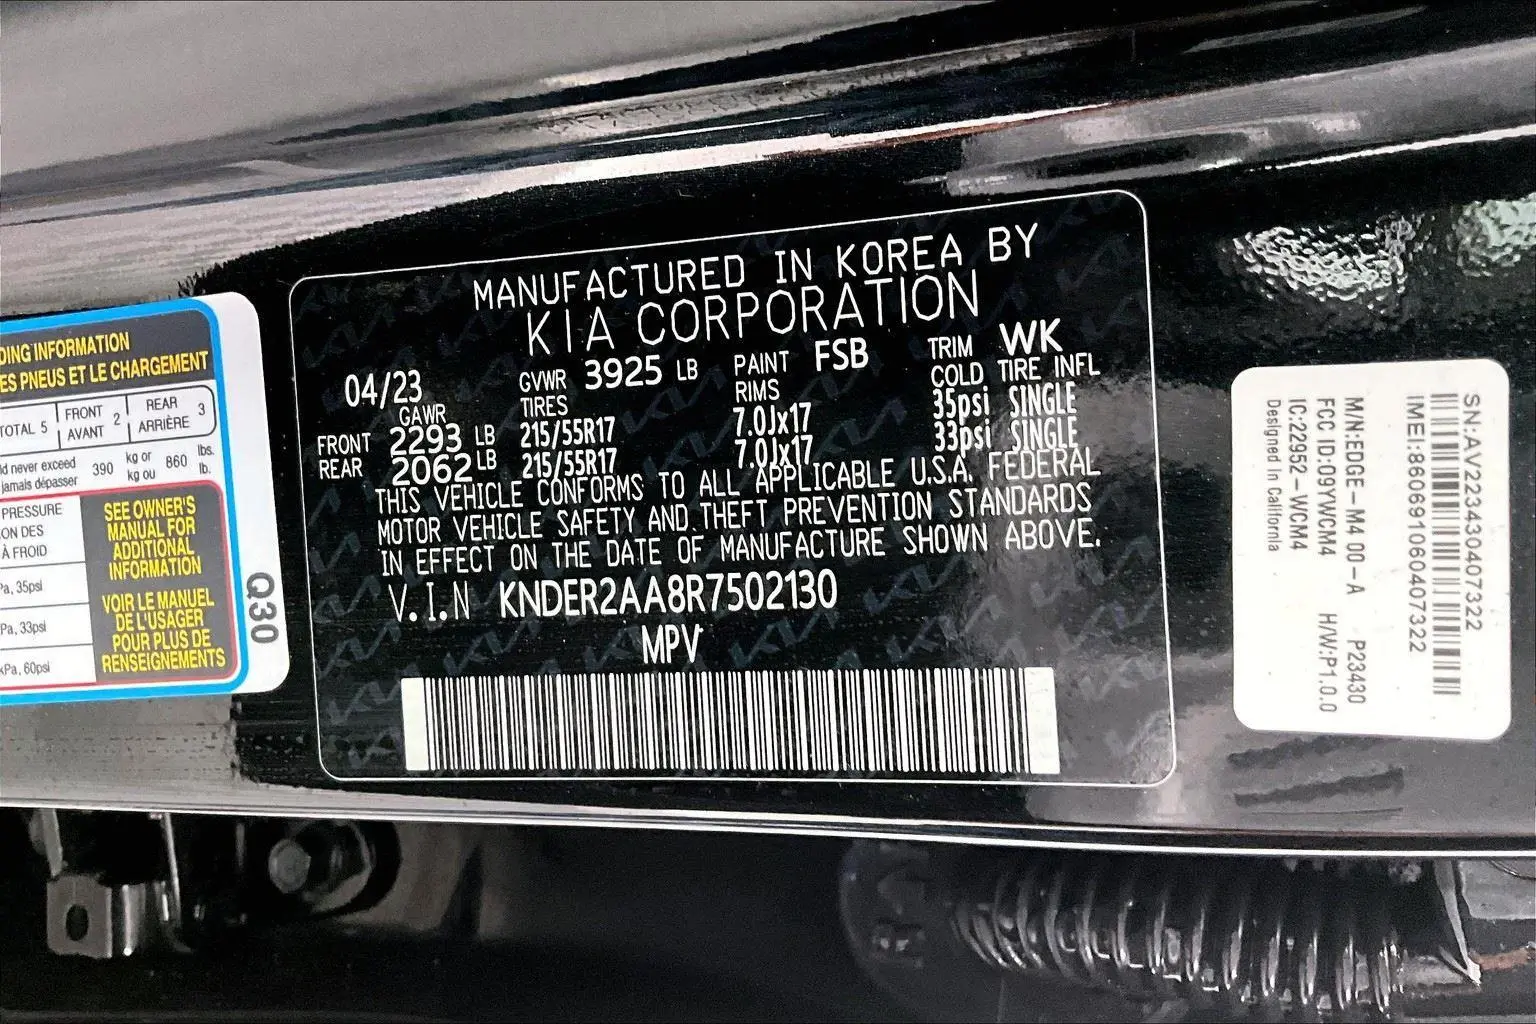 DING INFORMATION
ES PNEUS ET LE CHARGEMENT
TOTAL 5 FRONT AVANT 2 REAR ARRIÈRE 3
ld never exceed
jamais dépasser
390 kg or kg ou 860 lbs. lb.
PRESSURE
ON DES
À FROID
Pa, 35psi
Pa, 33psi
kPa, 60psi
SEE OWNER'S
MANUAL FOR
ADDITIONAL
INFORMATION
VOIR LE MANUEL
DE L'USAGER
POUR PLUS DE
RENSEIGNEMENTS
Q30
MANUFACTURED IN KOREA BY
KIA CORPORATION
04/23 GVWR 3925 LB PAINT FSB TRIM WK
GAWR TIRES RIMS COLD TIRE INFL
FRONT 2293 LB 215/55R17 7.0Jx17 35psi SINGLE
REAR 2062 LB 215/55R17 7.0Jx17 33psi SINGLE
THIS VEHICLE CONFORMS TO ALL APPLICABLE U.S.A. FEDERAL
MOTOR VEHICLE SAFETY AND THEFT PREVENTION STANDARDS
IN EFFECT ON THE DATE OF MANUFACTURE SHOWN ABOVE.
V.I.N KNDER2AA8R7502130
MPV
SN:AV22343040407322
IMEI:860691060407322
M/N:EDGE-M4 00-A P23430
FCC ID:O9YWCM4 H/W:P1.0.0
IC:22952-WCM4
Designed in California